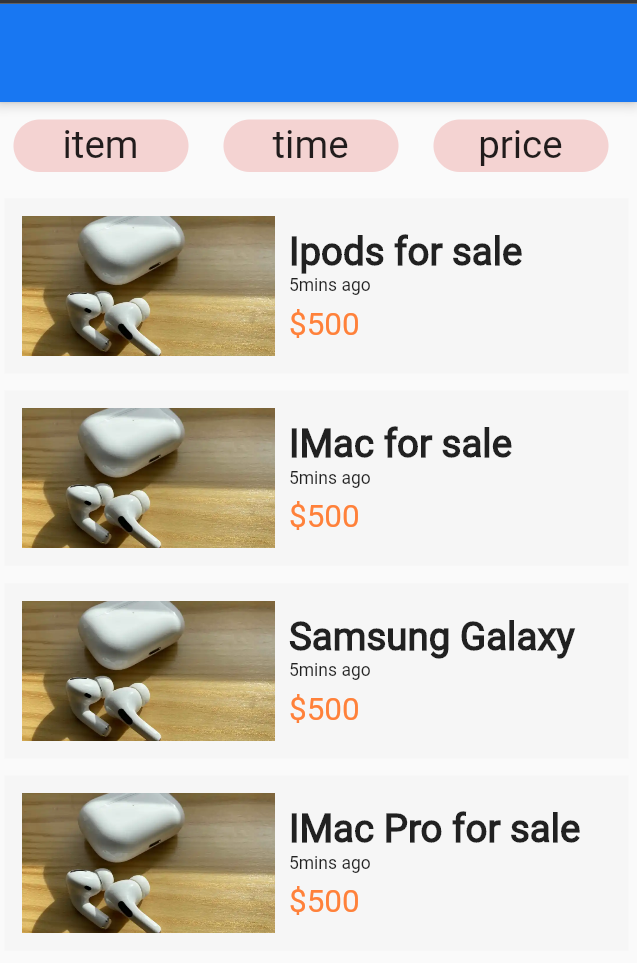 item
time
price
Ipods for sale
5mins ago
$500
IMac for sale
5mins ago
$500
Samsung Galaxy
5mins ago
$500
IMac Pro for sale
5mins ago
$500